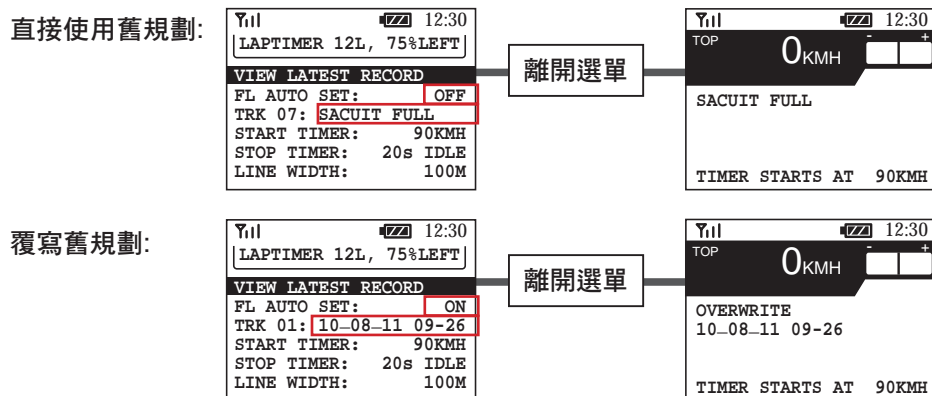 直接使用舊規劃:
12:30
LAPTIMER 12L, 75%LEFT
VIEW LATEST RECORD
FL AUTO SET: OFF
TRK 07: SACUIT FULL
START TIMER: 90KMH
STOP TIMER: 20s IDLE
LINE WIDTH: 100M
離開選單
12:30
TOP
0KMH
- +
SACUIT FULL
TIMER STARTS AT 90KMH
覆寫舊規劃:
12:30
LAPTIMER 12L, 75%LEFT
VIEW LATEST RECORD
FL AUTO SET: ON
TRK 01: 10–08–11 09-26
START TIMER: 90KMH
STOP TIMER: 20s IDLE
LINE WIDTH: 100M
離開選單
12:30
TOP
0KMH
- +
OVERWRITE
10–08–11 09-26
TIMER STARTS AT 90KMH